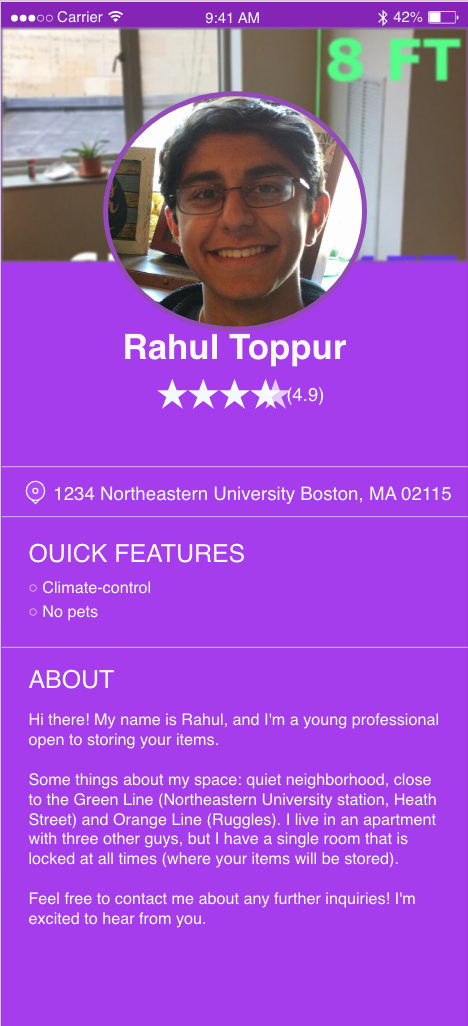 Carrier 9:41 AM 42%
8 FT
Rahul Toppur
(4.9)
1234 Northeastern University Boston, MA 02115
OUICK FEATURES
○ Climate-control
○ No pets
ABOUT
Hi there! My name is Rahul, and I'm a young professional
open to storing your items.
Some things about my space: quiet neighborhood, close
to the Green Line (Northeastern University station, Heath
Street) and Orange Line (Ruggles). I live in an apartment
with three other guys, but I have a single room that is
locked at all times (where your items will be stored).
Feel free to contact me about any further inquiries! I'm
excited to hear from you.